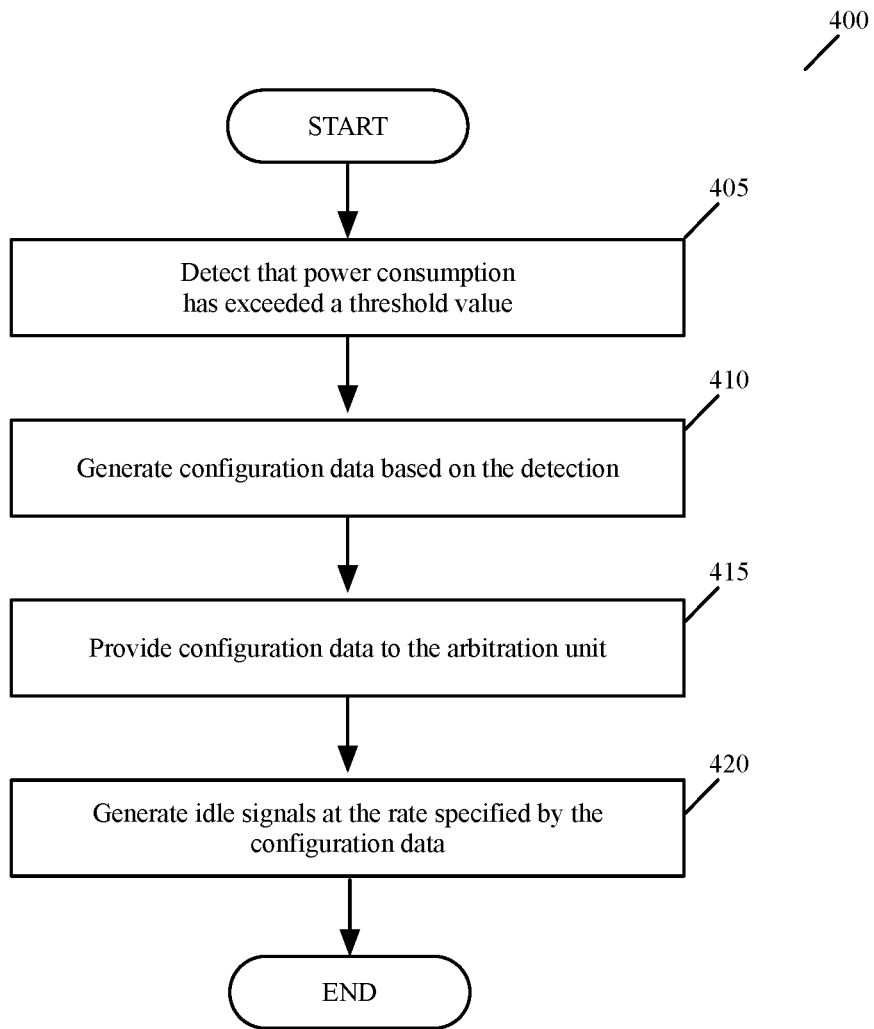 400
START
405
Detect that power consumption
has exceeded a threshold value
410
Generate configuration data based on the detection
415
Provide configuration data to the arbitration unit
420
Generate idle signals at the rate specified by the
configuration data
END